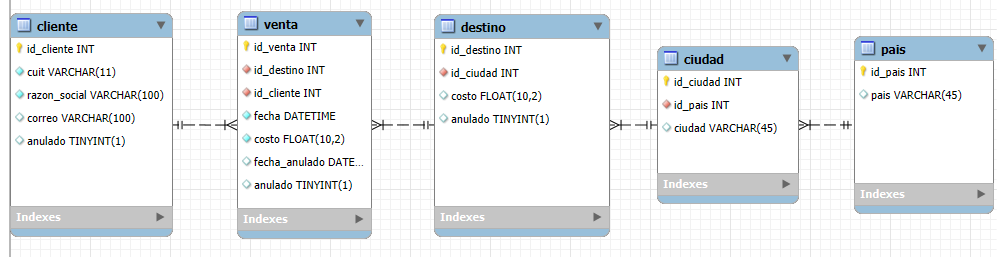 cliente
id_cliente INT
cuit VARCHAR(11)
razon_social VARCHAR(100)
correo VARCHAR(100)
anulado TINYINT(1)
Indexes
venta
id_venta INT
id_destino INT
id_cliente INT
fecha DATETIME
costo FLOAT(10,2)
fecha_anulado DATE...
anulado TINYINT(1)
Indexes
destino
id_destino INT
id_ciudad INT
costo FLOAT(10,2)
anulado TINYINT(1)
Indexes
ciudad
id_ciudad INT
id_pais INT
ciudad VARCHAR(45)
Indexes
pais
id_pais INT
pais VARCHAR(45)
Indexes